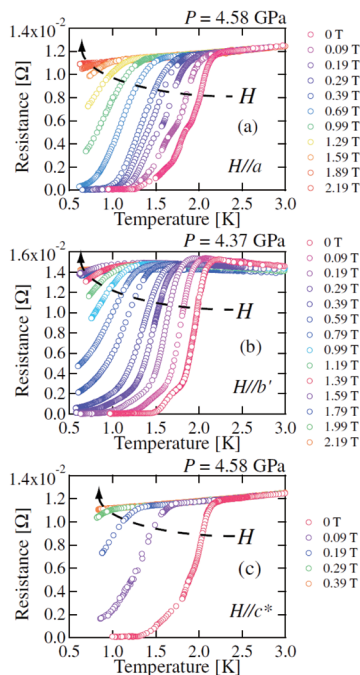 P = 4.58 GPa
1.4x10⁻²
1.2
1.0
0.8
0.6
0.4
0.2
0.0
Resistance [Ω]
H
(a)
H//a
0.5 1.0 1.5 2.0 2.5 3.0
Temperature [K]
0 T
0.09 T
0.19 T
0.29 T
0.39 T
0.69 T
0.99 T
1.29 T
1.59 T
1.89 T
2.19 T
P = 4.37 GPa
1.6x10⁻²
1.4
1.2
1.0
0.8
0.6
0.4
0.2
0.0
Resistance [Ω]
H
(b)
H//b'
0.5 1.0 1.5 2.0 2.5 3.0
Temperature [K]
0 T
0.09 T
0.19 T
0.29 T
0.39 T
0.59 T
0.79 T
0.99 T
1.19 T
1.39 T
1.59 T
1.79 T
1.99 T
2.19 T
P = 4.58 GPa
1.4x10⁻²
1.2
1.0
0.8
0.6
0.4
0.2
0.0
Resistance [Ω]
H
(c)
H//c*
0.5 1.0 1.5 2.0 2.5 3.0
Temperature [K]
0 T
0.09 T
0.19 T
0.29 T
0.39 T